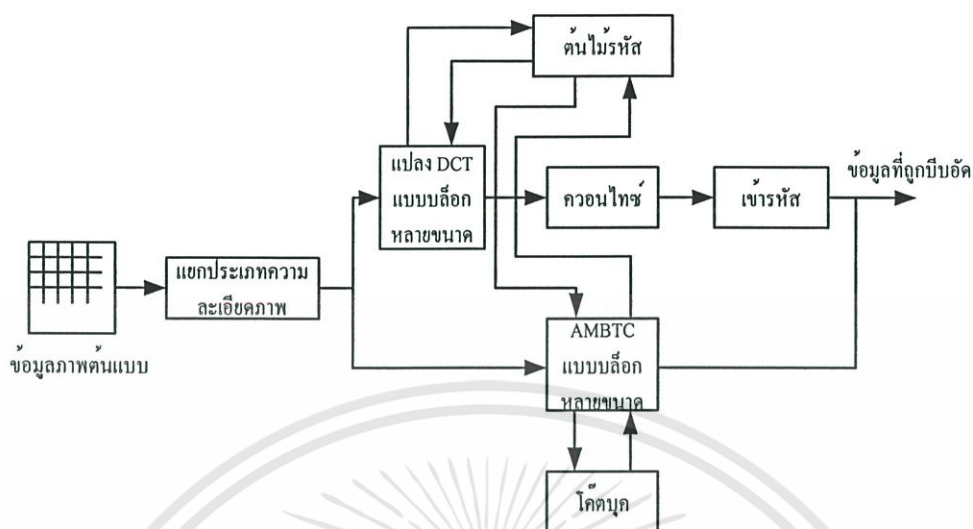 ต้นไม้รหัส
แปลง DCT
แบบบล็อก
หลายขนาด
ควอนไทซ์
เข้ารหัส
ข้อมูลที่ถูกบีบอัด
แยกประเภทความ
ละเอียดภาพ
ข้อมูลภาพต้นแบบ
AMBTC
แบบบล็อก
หลายขนาด
โค๊ตบุค